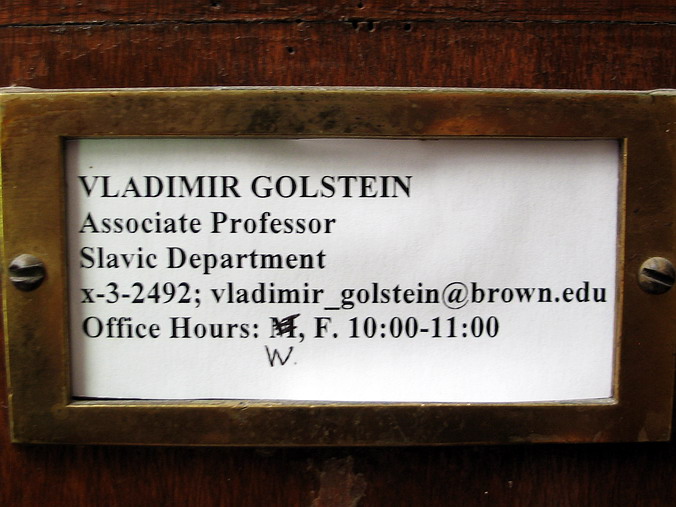 VLADIMIR GOLSTEIN
Associate Professor
Slavic Department
x-3-2492; vladimir_golstein@brown.edu
Office Hours: M, F. 10:00-11:00
W.